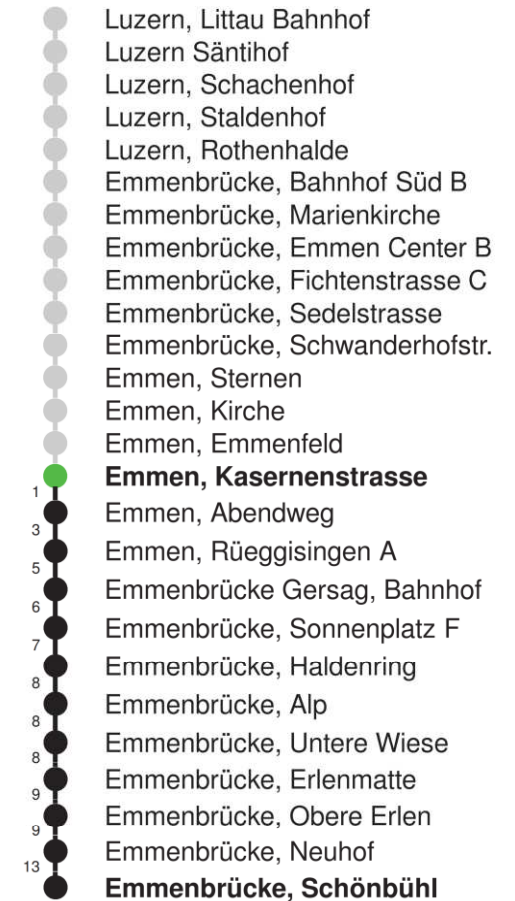 Luzern, Littau Bahnhof
Luzern Säntihof
Luzern, Schachenhof
Luzern, Staldenhof
Luzern, Rothenhalde
Emmenbrücke, Bahnhof Süd B
Emmenbrücke, Marienkirche
Emmenbrücke, Emmen Center B
Emmenbrücke, Fichtenstrasse C
Emmenbrücke, Sedelstrasse
Emmenbrücke, Schwanderhofstr.
Emmen, Sternen
Emmen, Kirche
Emmen, Emmenfeld
Emmen, Kasernenstrasse
1 Emmen, Abendweg
3 Emmen, Rüeggisingen A
5 Emmenbrücke Gersag, Bahnhof
6 Emmenbrücke, Sonnenplatz F
7 Emmenbrücke, Haldenring
8 Emmenbrücke, Alp
8 Emmenbrücke, Untere Wiese
8 Emmenbrücke, Erlenmatte
9 Emmenbrücke, Obere Erlen
9 Emmenbrücke, Neuhof
13 Emmenbrücke, Schönbühl